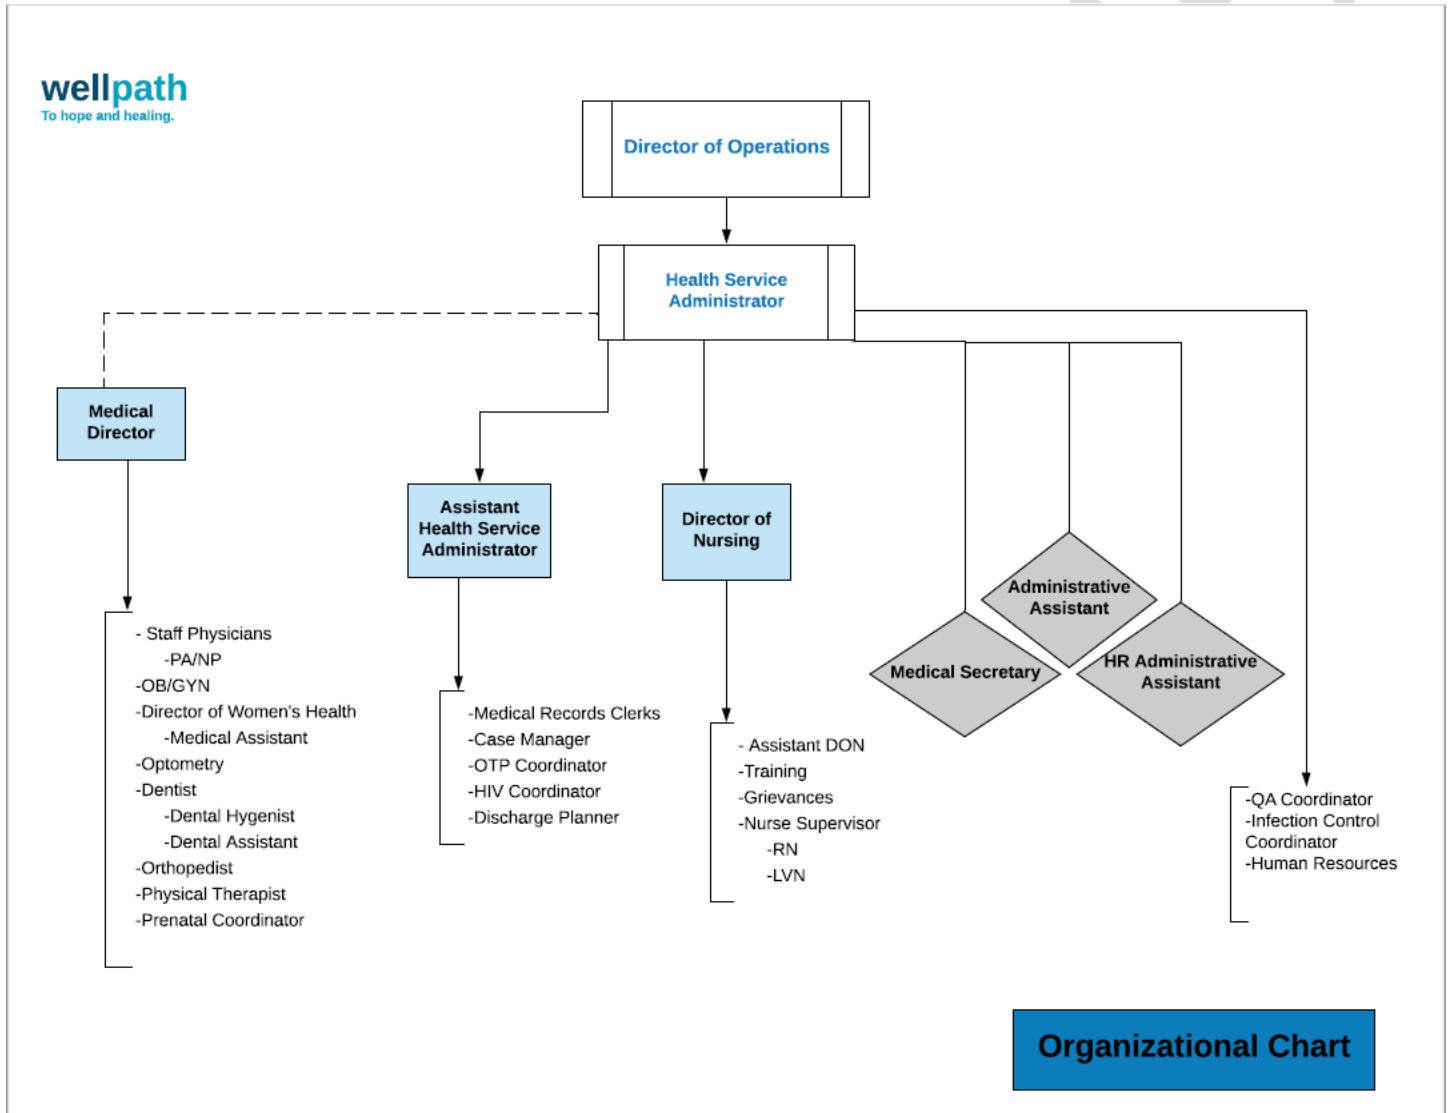 wellpath
To hope and healing.
Director of Operations
Health Service
Administrator
Medical
Director
Assistant
Health Service
Administrator
Director of
Nursing
Administrative
Assistant
Medical Secretary
HR Administrative
Assistant
- Staff Physicians
-PA/NP
-OB/GYN
-Director of Women's Health
-Medical Assistant
-Optometry
-Dentist
-Dental Hygenist
-Dental Assistant
-Orthopedist
-Physical Therapist
-Prenatal Coordinator
-Medical Records Clerks
-Case Manager
-OTP Coordinator
-HIV Coordinator
-Discharge Planner
- Assistant DON
-Training
-Grievances
-Nurse Supervisor
-RN
-LVN
-QA Coordinator
-Infection Control
Coordinator
-Human Resources
Organizational Chart